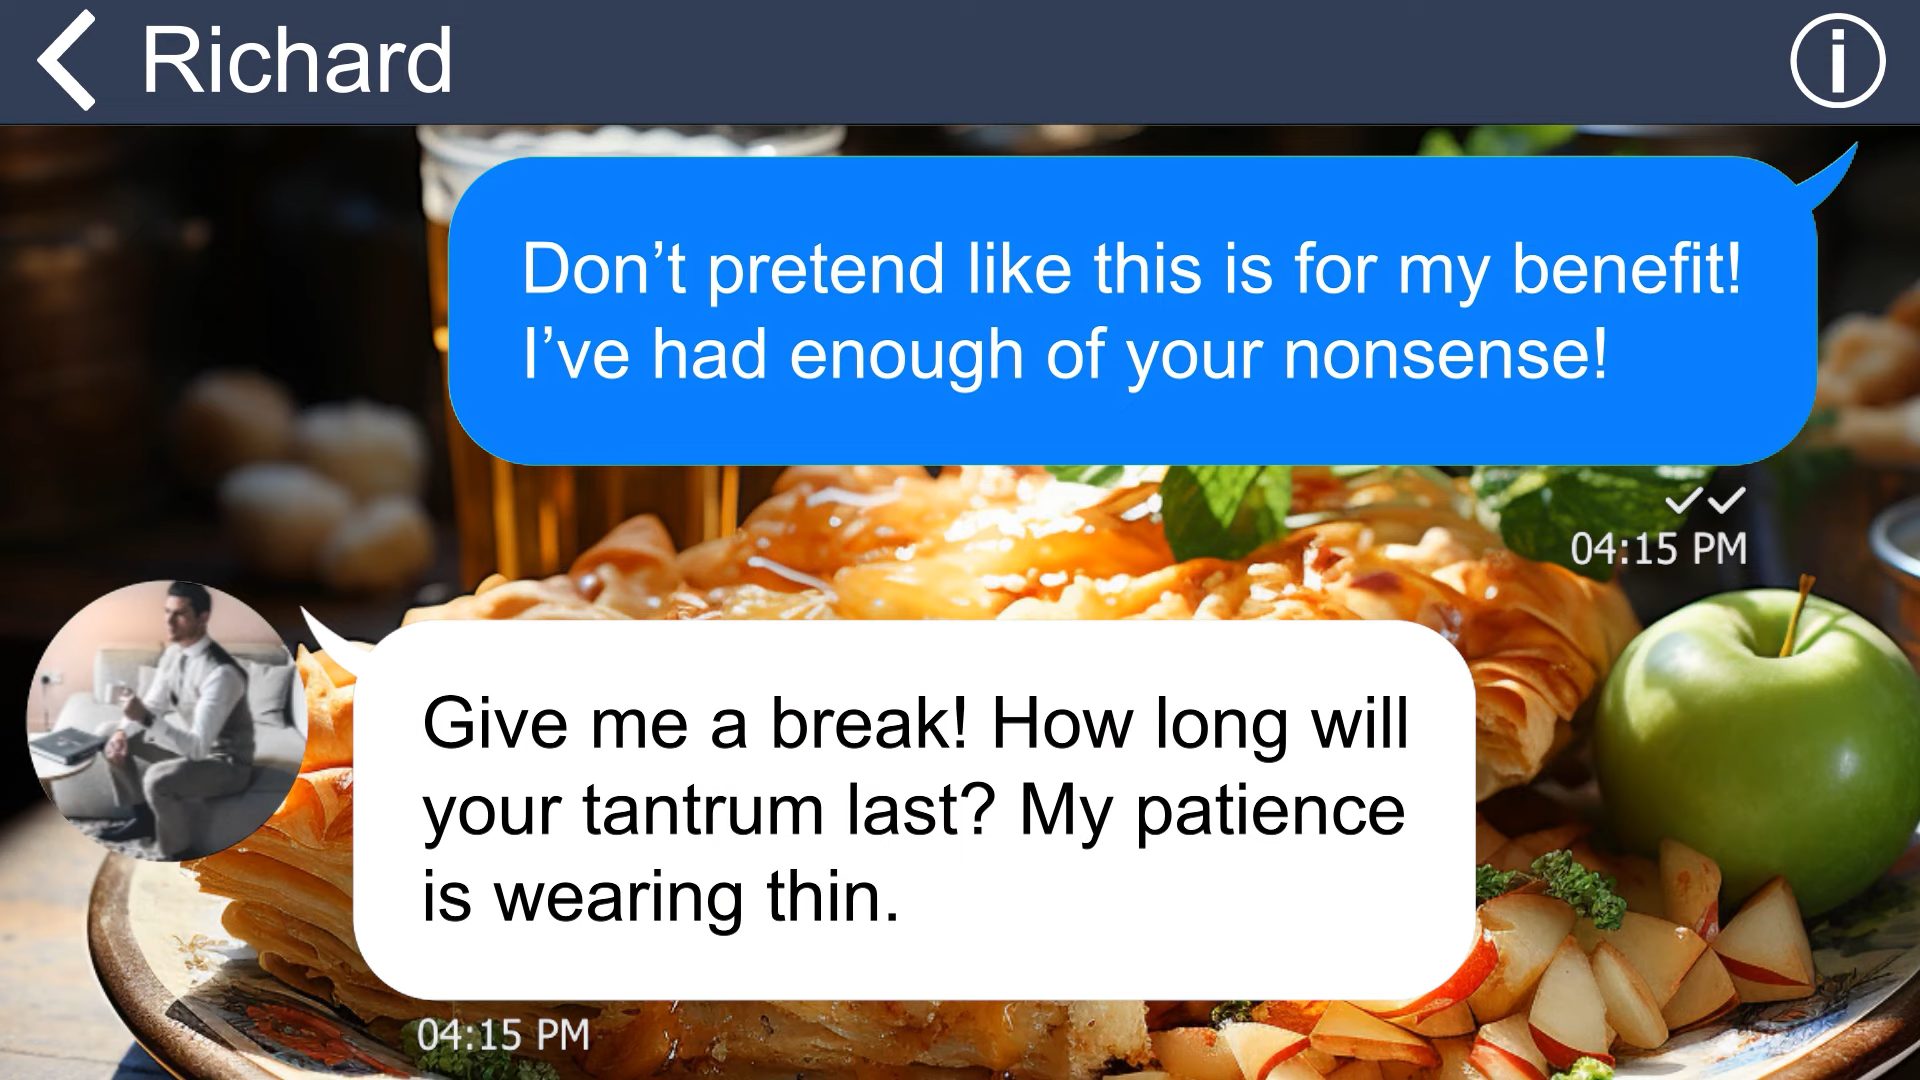 Richard
Don’t pretend like this is for my benefit!
I’ve had enough of your nonsense!
04:15 PM
Give me a break! How long will
your tantrum last? My patience
is wearing thin.
04:15 PM